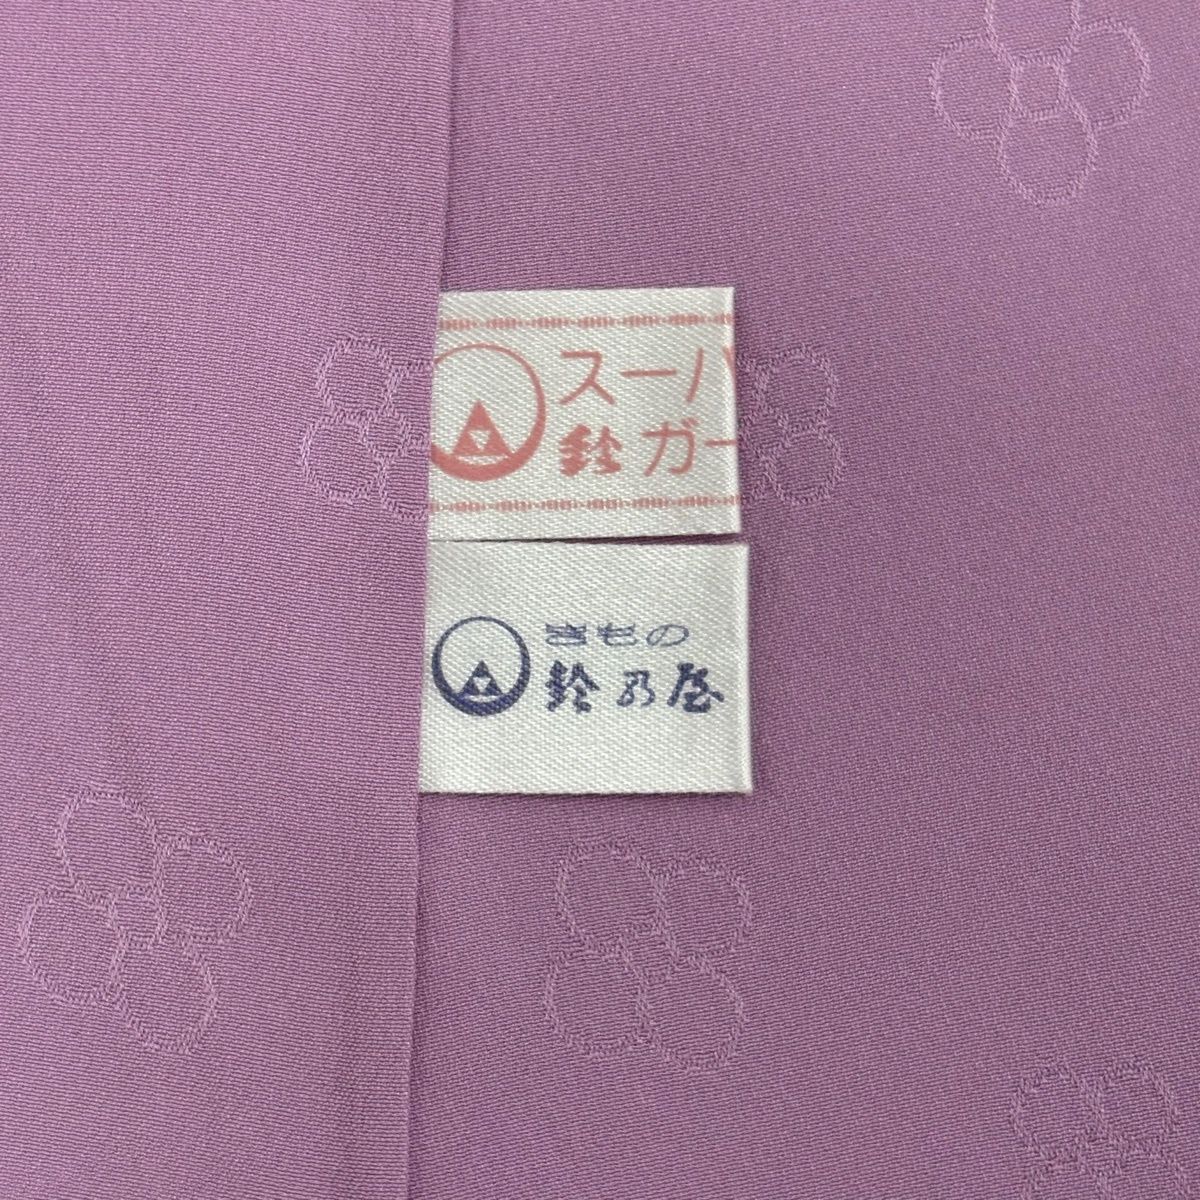 スーパ
鈴ガー
きもの
鈴乃屋